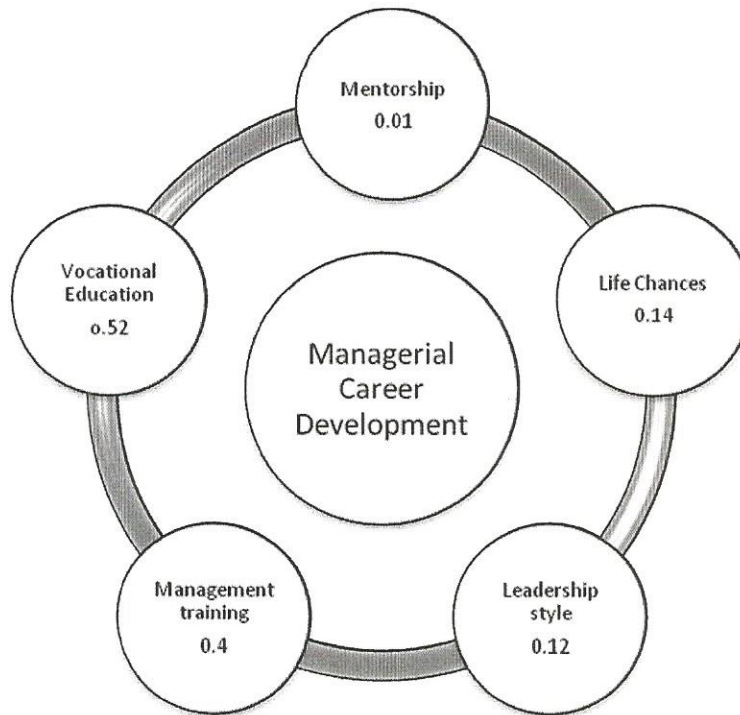 Mentorship
0.01
Life Chances
0.14
Leadership
style
0.12
Management
training
0.4
Vocational
Education
o.52
Managerial
Career
Development